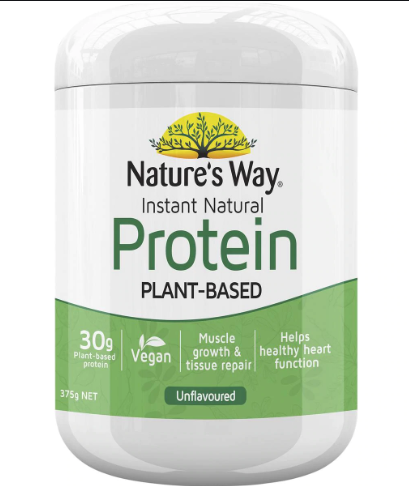 Nature's Way®
Instant Natural
Protein
PLANT-BASED
30g
Plant-based
protein
Vegan
Muscle
growth &
tissue repair
Helps
healthy heart
function
375g NET
Unflavoured